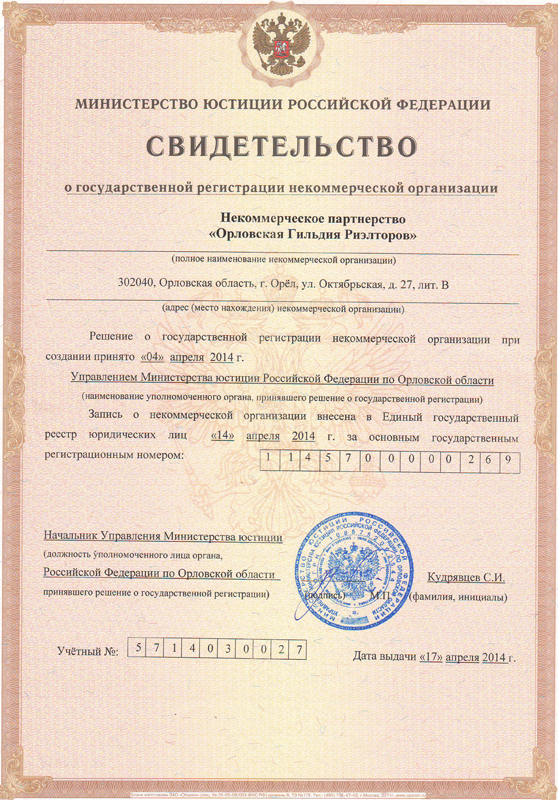 МИНИСТЕРСТВО ЮСТИЦИИ РОССИЙСКОЙ ФЕДЕРАЦИИ
СВИДЕТЕЛЬСТВО
о государственной регистрации некоммерческой организации
Некоммерческое партнерство
«Орловская Гильдия Риэлторов»
(полное наименование некоммерческой организации)
302040, Орловская область, г. Орёл, ул. Октябрьская, д. 27, лит. В
(адрес (место нахождения) некоммерческой организации)
Решение о государственной регистрации некоммерческой организации при
создании принято «04» апреля 2014 г.
Управлением Министерства юстиции Российской Федерации по Орловской области
(наименование уполномоченного органа, принявшего решение о государственной регистрации)
Запись о некоммерческой организации внесена в Единый государственный
реестр юридических лиц «14» апреля 2014 г. за основным государственным
регистрационным номером: 1 1 4 5 7 0 0 0 0 0 2 6 9
Начальник Управления Министерства юстиции
(должность уполномоченного лица органа,
Российской Федерации по Орловской области Кудрявцев С.И.
принявшего решение о государственной регистрации) (подпись) М.П. (фамилия, инициалы)
Учётный №: 5 7 1 4 0 3 0 0 2 7
Дата выдачи «17» апреля 2014 г.